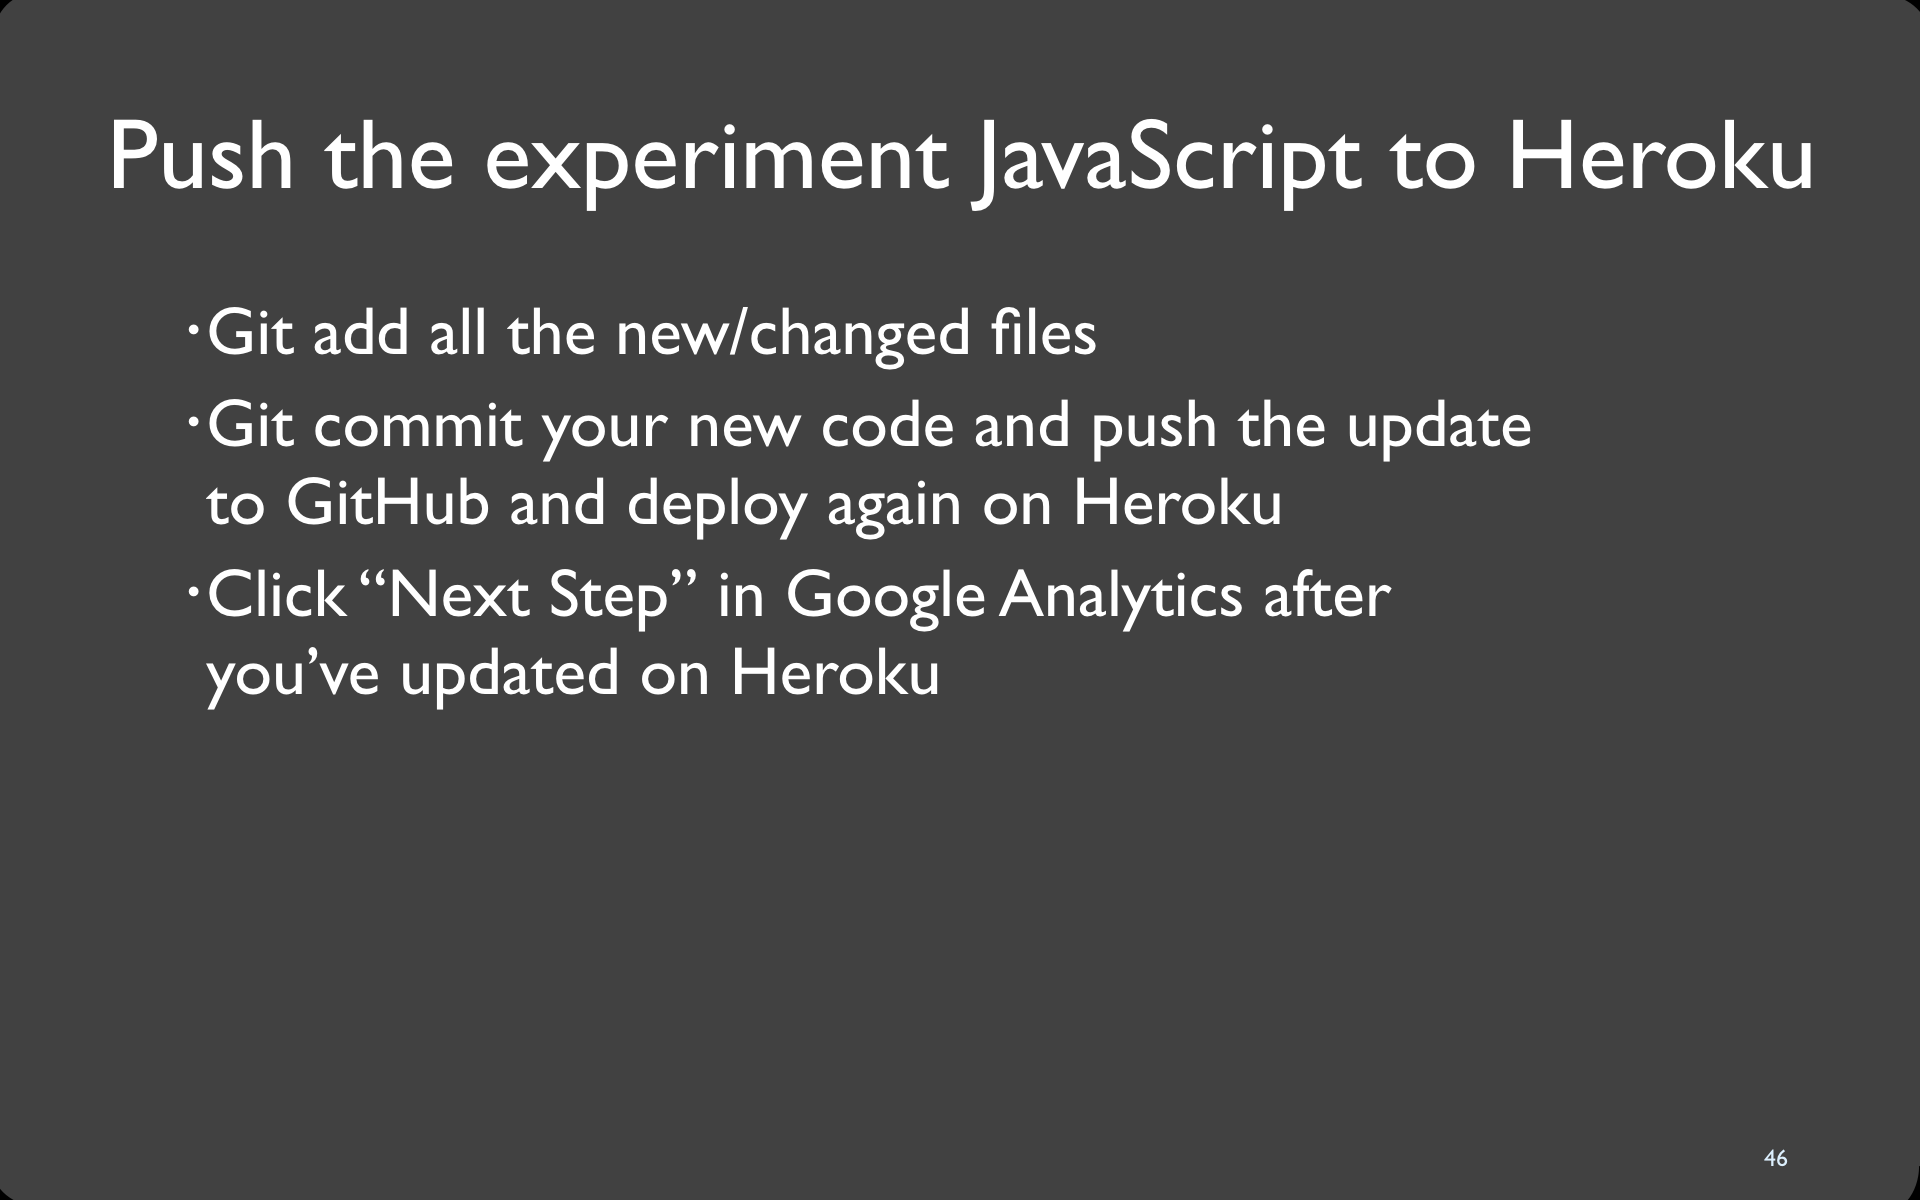 Push the experiment JavaScript to Heroku
•Git add all the new/changed files
•Git commit your new code and push the update
to GitHub and deploy again on Heroku
•Click “Next Step” in Google Analytics after
you’ve updated on Heroku
46